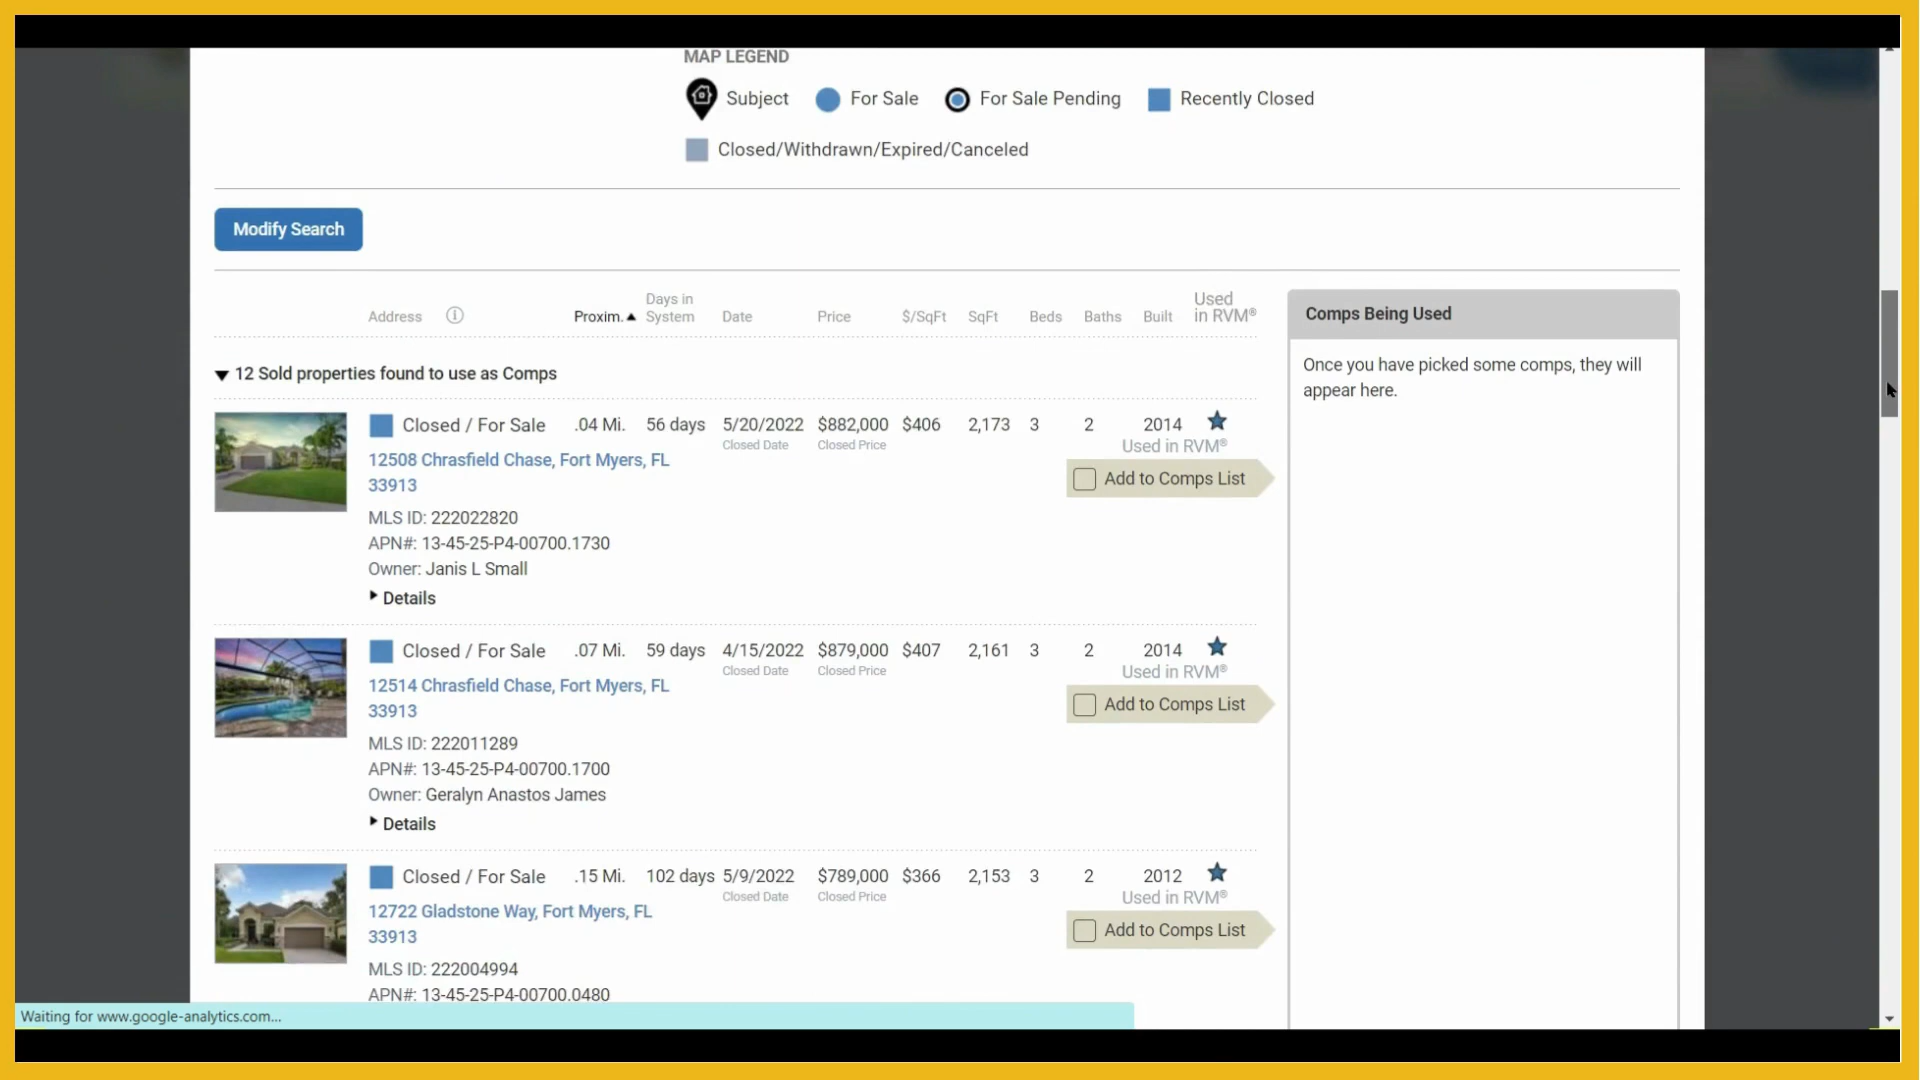 MAP LEGEND
Subject For Sale For Sale Pending Recently Closed
Closed/Withdrawn/Expired/Canceled
Modify Search
Address Proxim. Days in System Date Price $/SqFt SqFt Beds Baths Built Used in RVM®
Comps Being Used
Once you have picked some comps, they will
appear here.
12 Sold properties found to use as Comps
Closed / For Sale .04 Mi. 56 days 5/20/2022 $882,000 $406 2,173 3 2 2014
Closed Date Closed Price Used in RVM®
12508 Chrasfield Chase, Fort Myers, FL
33913
Add to Comps List
MLS ID: 222022820
APN#: 13-45-25-P4-00700.1730
Owner: Janis L Small
Details
Closed / For Sale .07 Mi. 59 days 4/15/2022 $879,000 $407 2,161 3 2 2014
Closed Date Closed Price Used in RVM®
12514 Chrasfield Chase, Fort Myers, FL
33913
Add to Comps List
MLS ID: 222011289
APN#: 13-45-25-P4-00700.1700
Owner: Geralyn Anastos James
Details
Closed / For Sale .15 Mi. 102 days 5/9/2022 $789,000 $366 2,153 3 2 2012
Closed Date Closed Price Used in RVM®
12722 Gladstone Way, Fort Myers, FL
33913
Add to Comps List
MLS ID: 222004994
APN#: 13-45-25-P4-00700.0480
Waiting for www.google-analytics.com...